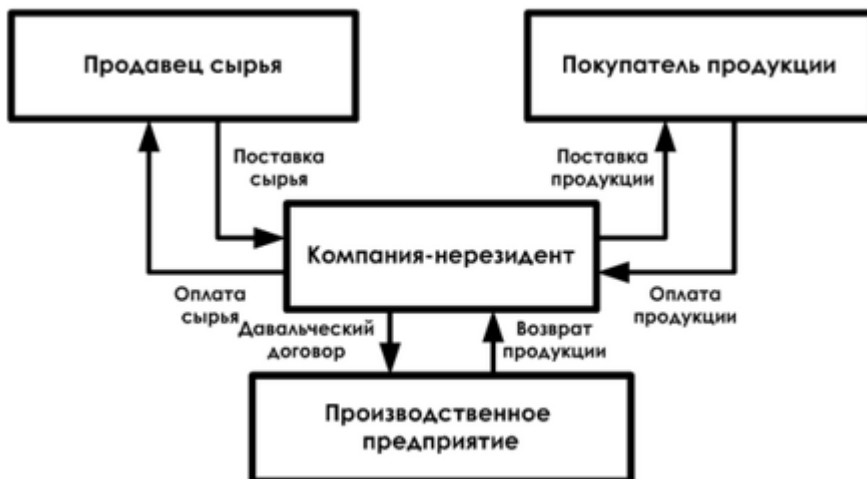 Продавец сырья
Покупатель продукции
Поставка
сырья
Поставка
продукции
Компания-нерезидент
Оплата
сырья
Оплата
продукции
Давальческий
договор
Возврат
продукции
Производственное
предприятие